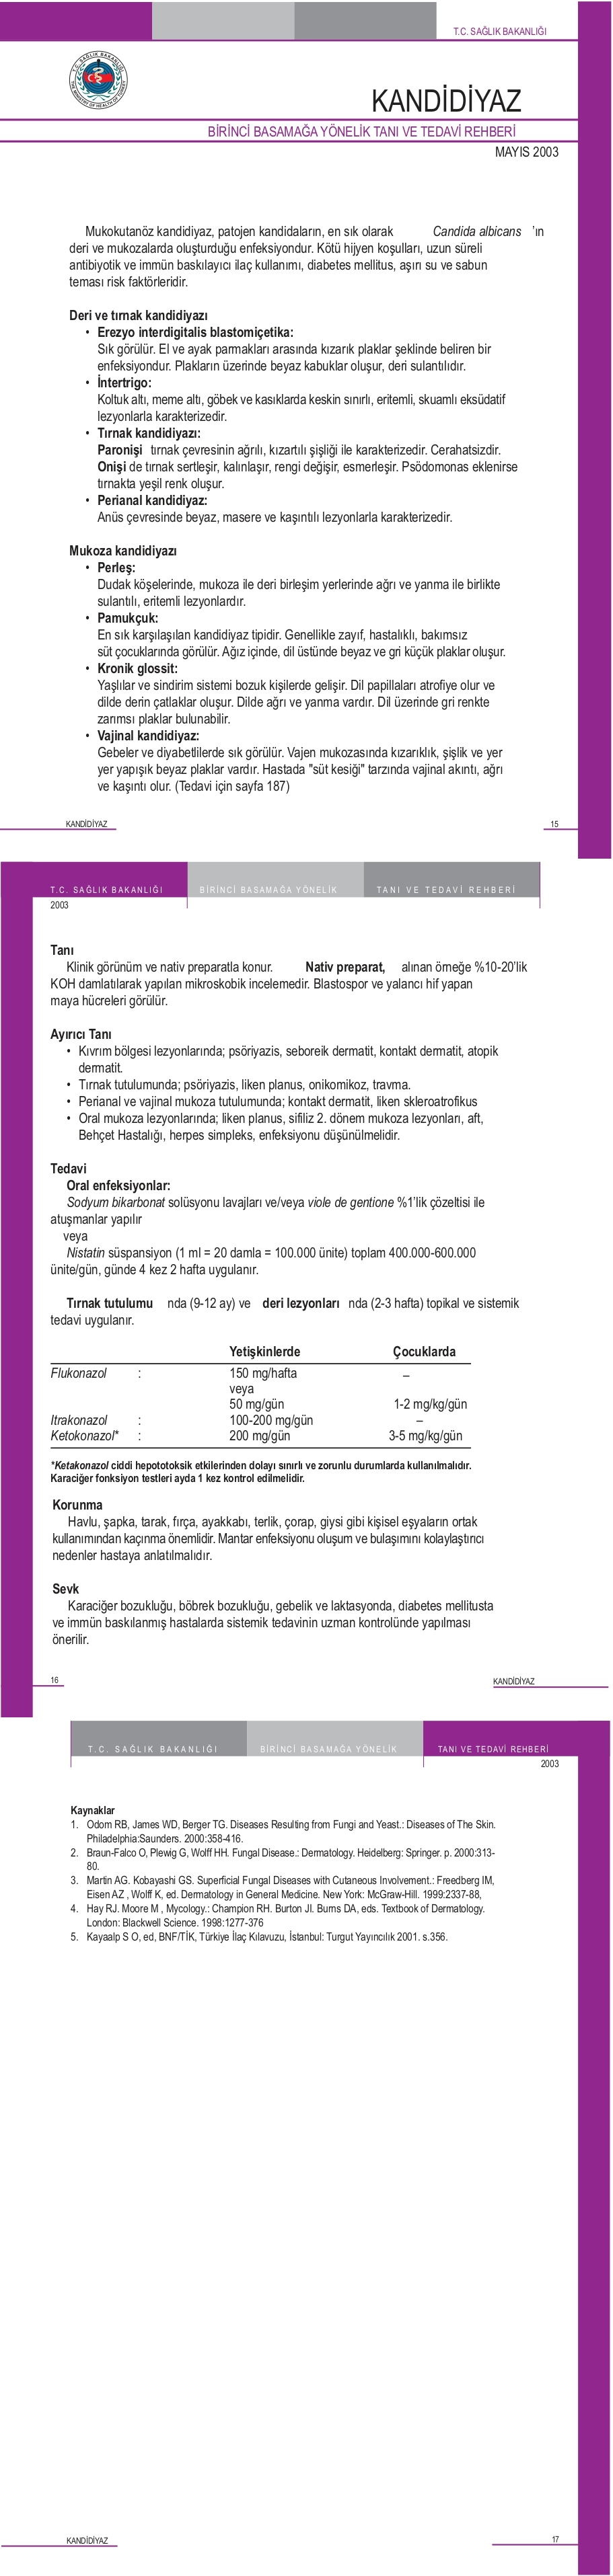 T.C. SAĞLIK BAKANLIĞI
T.C. SAĞLIK BAKANLIĞI
THE MINISTRY OF HEALTH OF TURKEY
KANDİDİYAZ
BİRİNCİ BASAMAĞA YÖNELİK TANI VE TEDAVİ REHBERİ
MAYIS 2003
Mukokutanöz kandidiyaz, patojen kandidaların, en sık olarak Candida albicans 'ın
deri ve mukozalarda oluşturduğu enfeksiyondur. Kötü hijyen koşulları, uzun süreli
antibiyotik ve immün baskılayıcı ilaç kullanımı, diabetes mellitus, aşırı su ve sabun
teması risk faktörleridir.
Deri ve tırnak kandidiyazı
• Erezyo interdigitalis blastomiçetika:
Sık görülür. El ve ayak parmakları arasında kızarık plaklar şeklinde beliren bir
enfeksiyondur. Plakların üzerinde beyaz kabuklar oluşur, deri sulantılıdır.
• İntertrigo:
Koltuk altı, meme altı, göbek ve kasıklarda keskin sınırlı, eritemli, skuamlı eksüdatif
lezyonlarla karakterizedir.
• Tırnak kandidiyazı:
Paronişi tırnak çevresinin ağrılı, kızartılı şişliği ile karakterizedir. Cerahatsizdir.
Onişi de tırnak sertleşir, kalınlaşır, rengi değişir, esmerleşir. Psödomonas eklenirse
tırnakta yeşil renk oluşur.
• Perianal kandidiyaz:
Anüs çevresinde beyaz, masere ve kaşıntılı lezyonlarla karakterizedir.
Mukoza kandidiyazı
• Perleş:
Dudak köşelerinde, mukoza ile deri birleşim yerlerinde ağrı ve yanma ile birlikte
sulantılı, eritemli lezyonlardır.
• Pamukçuk:
En sık karşılaşılan kandidiyaz tipidir. Genellikle zayıf, hastalıklı, bakımsız
süt çocuklarında görülür. Ağız içinde, dil üstünde beyaz ve gri küçük plaklar oluşur.
• Kronik glossit:
Yaşlılar ve sindirim sistemi bozuk kişilerde gelişir. Dil papillaları atrofiye olur ve
dilde derin çatlaklar oluşur. Dilde ağrı ve yanma vardır. Dil üzerinde gri renkte
zarımsı plaklar bulunabilir.
• Vajinal kandidiyaz:
Gebeler ve diyabetlilerde sık görülür. Vajen mukozasında kızarıklık, şişlik ve yer
yer yapışık beyaz plaklar vardır. Hastada "süt kesiği" tarzında vajinal akıntı, ağrı
ve kaşıntı olur. (Tedavi için sayfa 187)
KANDİDİYAZ 15
T.C. SAĞLIK BAKANLIĞI BİRİNCİ BASAMAĞA YÖNELİK TANI VE TEDAVİ REHBERİ
2003
Tanı
Klinik görünüm ve nativ preparatla konur. Nativ preparat, alınan örneğe %10-20'lik
KOH damlatılarak yapılan mikroskobik incelemedir. Blastospor ve yalancı hif yapan
maya hücreleri görülür.
Ayırıcı Tanı
• Kıvrım bölgesi lezyonlarında; psöriyazis, seboreik dermatit, kontakt dermatit, atopik
dermatit.
• Tırnak tutulumunda; psöriyazis, liken planus, onikomikoz, travma.
• Perianal ve vajinal mukoza tutulumunda; kontakt dermatit, liken skleroatrofikus
• Oral mukoza lezyonlarında; liken planus, sifiliz 2. dönem mukoza lezyonları, aft,
Behçet Hastalığı, herpes simpleks, enfeksiyonu düşünülmelidir.
Tedavi
Oral enfeksiyonlar:
Sodyum bikarbonat solüsyonu lavajları ve/veya viole de gentione %1'lik çözeltisi ile
atuşmanlar yapılır
veya
Nistatin süspansiyon (1 ml = 20 damla = 100.000 ünite) toplam 400.000-600.000
ünite/gün, günde 4 kez 2 hafta uygulanır.
Tırnak tutulumu nda (9-12 ay) ve deri lezyonları nda (2-3 hafta) topikal ve sistemik
tedavi uygulanır.
Yetişkinlerde Çocuklarda
Flukonazol : 150 mg/hafta –
veya
50 mg/gün 1-2 mg/kg/gün
Itrakonazol : 100-200 mg/gün –
Ketokonazol* : 200 mg/gün 3-5 mg/kg/gün
*Ketakonazol ciddi hepototoksik etkilerinden dolayı sınırlı ve zorunlu durumlarda kullanılmalıdır.
Karaciğer fonksiyon testleri ayda 1 kez kontrol edilmelidir.
Korunma
Havlu, şapka, tarak, fırça, ayakkabı, terlik, çorap, giysi gibi kişisel eşyaların ortak
kullanımından kaçınma önemlidir. Mantar enfeksiyonu oluşum ve bulaşımını kolaylaştırıcı
nedenler hastaya anlatılmalıdır.
Sevk
Karaciğer bozukluğu, böbrek bozukluğu, gebelik ve laktasyonda, diabetes mellitusta
ve immün baskılanmış hastalarda sistemik tedavinin uzman kontrolünde yapılması
önerilir.
16 KANDİDİYAZ
T.C. SAĞLIK BAKANLIĞI BİRİNCİ BASAMAĞA YÖNELİK TANI VE TEDAVİ REHBERİ
2003
Kaynaklar
1. Odom RB, James WD, Berger TG. Diseases Resulting from Fungi and Yeast.: Diseases of The Skin.
Philadelphia:Saunders. 2000:358-416.
2. Braun-Falco O, Plewig G, Wolff HH. Fungal Disease.: Dermatology. Heidelberg: Springer. p. 2000:313-
80.
3. Martin AG. Kobayashi GS. Superficial Fungal Diseases with Cutaneous Involvement.: Freedberg IM,
Eisen AZ , Wolff K, ed. Dermatology in General Medicine. New York: McGraw-Hill. 1999:2337-88,
4. Hay RJ. Moore M , Mycology.: Champion RH. Burton JI. Burns DA, eds. Textbook of Dermatology.
London: Blackwell Science. 1998:1277-376
5. Kayaalp S O, ed, BNF/TİK, Türkiye İlaç Kılavuzu, İstanbul: Turgut Yayıncılık 2001. s.356.
KANDİDİYAZ 17